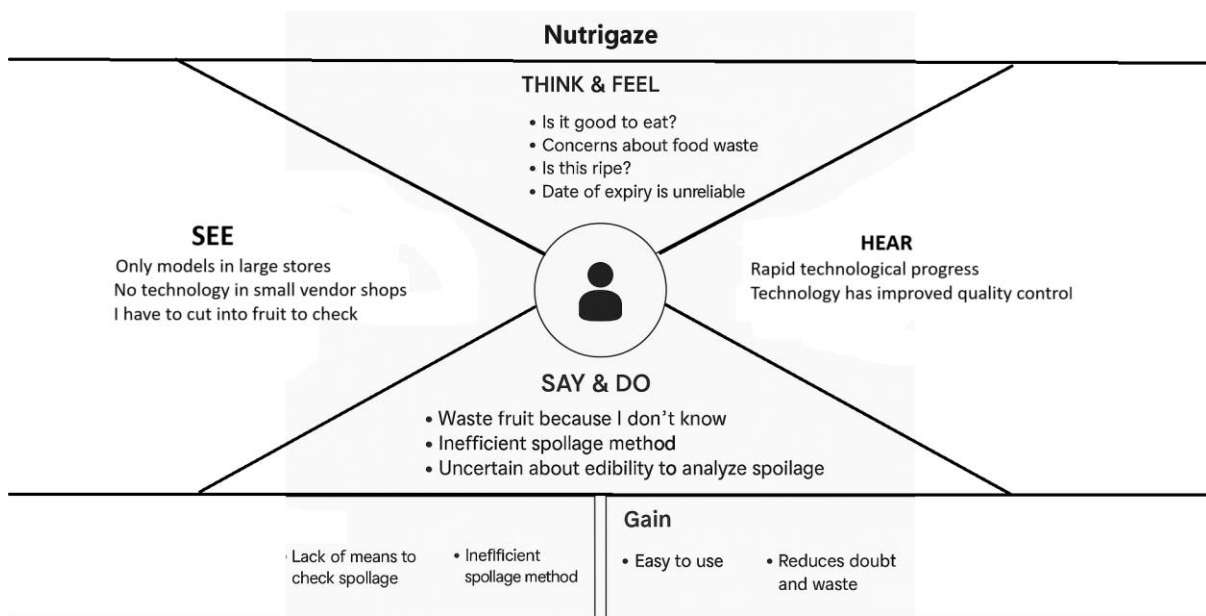 Nutrigaze
THINK & FEEL
• Is it good to eat?
• Concerns about food waste
• Is this ripe?
• Date of expiry is unreliable
SEE
Only models in large stores
No technology in small vendor shops
I have to cut into fruit to check
HEAR
Rapid technological progress
Technology has improved quality control
SAY & DO
• Waste fruit because I don't know
• Inefficient spollage method
• Uncertain about edibility to analyze spoilage
• Lack of means to
check spollage
• Ineffificient
spollage method
Gain
• Easy to use
• Reduces doubt
and waste